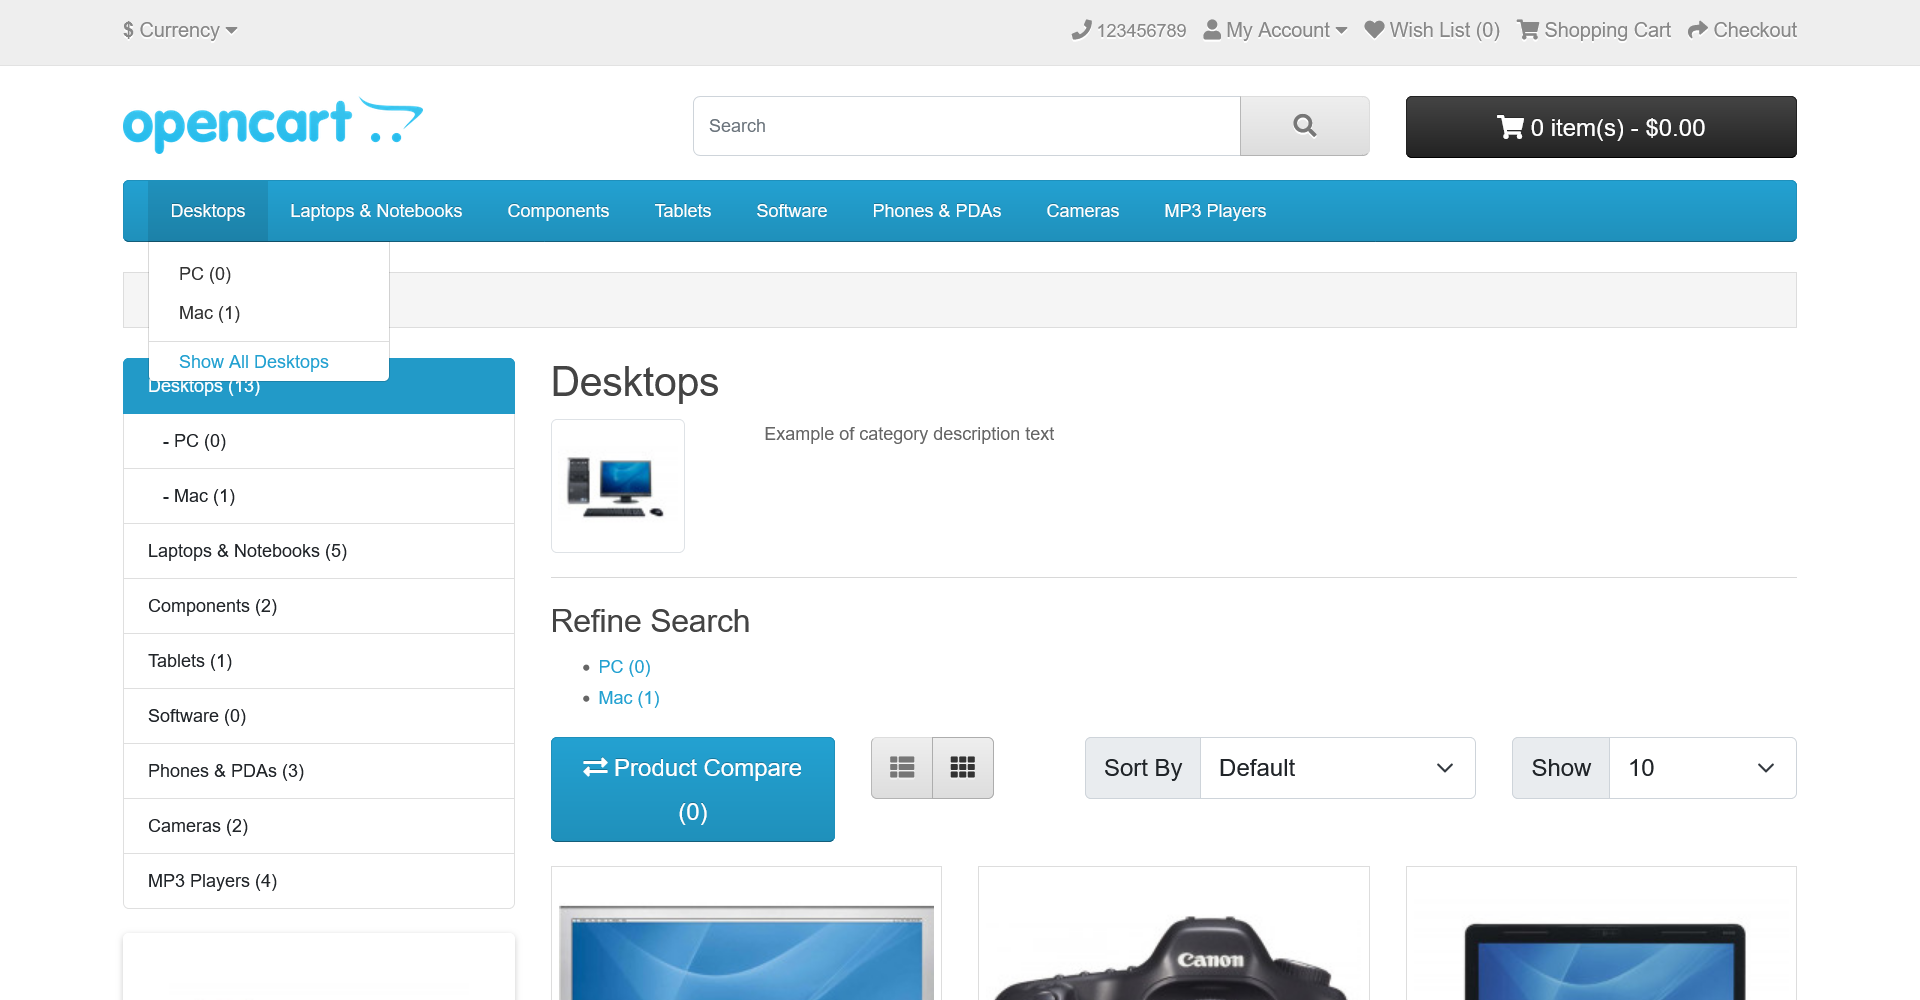 $ Currency
123456789 My Account Wish List (0) Shopping Cart Checkout
opencart
Search
0 item(s) - $0.00
Desktops Laptops & Notebooks Components Tablets Software Phones & PDAs Cameras MP3 Players
PC (0)
Mac (1)
Show All Desktops
Desktops (13)
- PC (0)
- Mac (1)
Laptops & Notebooks (5)
Components (2)
Tablets (1)
Software (0)
Phones & PDAs (3)
Cameras (2)
MP3 Players (4)
Desktops
Example of category description text
Refine Search
PC (0)
Mac (1)
Product Compare
(0)
Sort By Default
Show 10
Canon